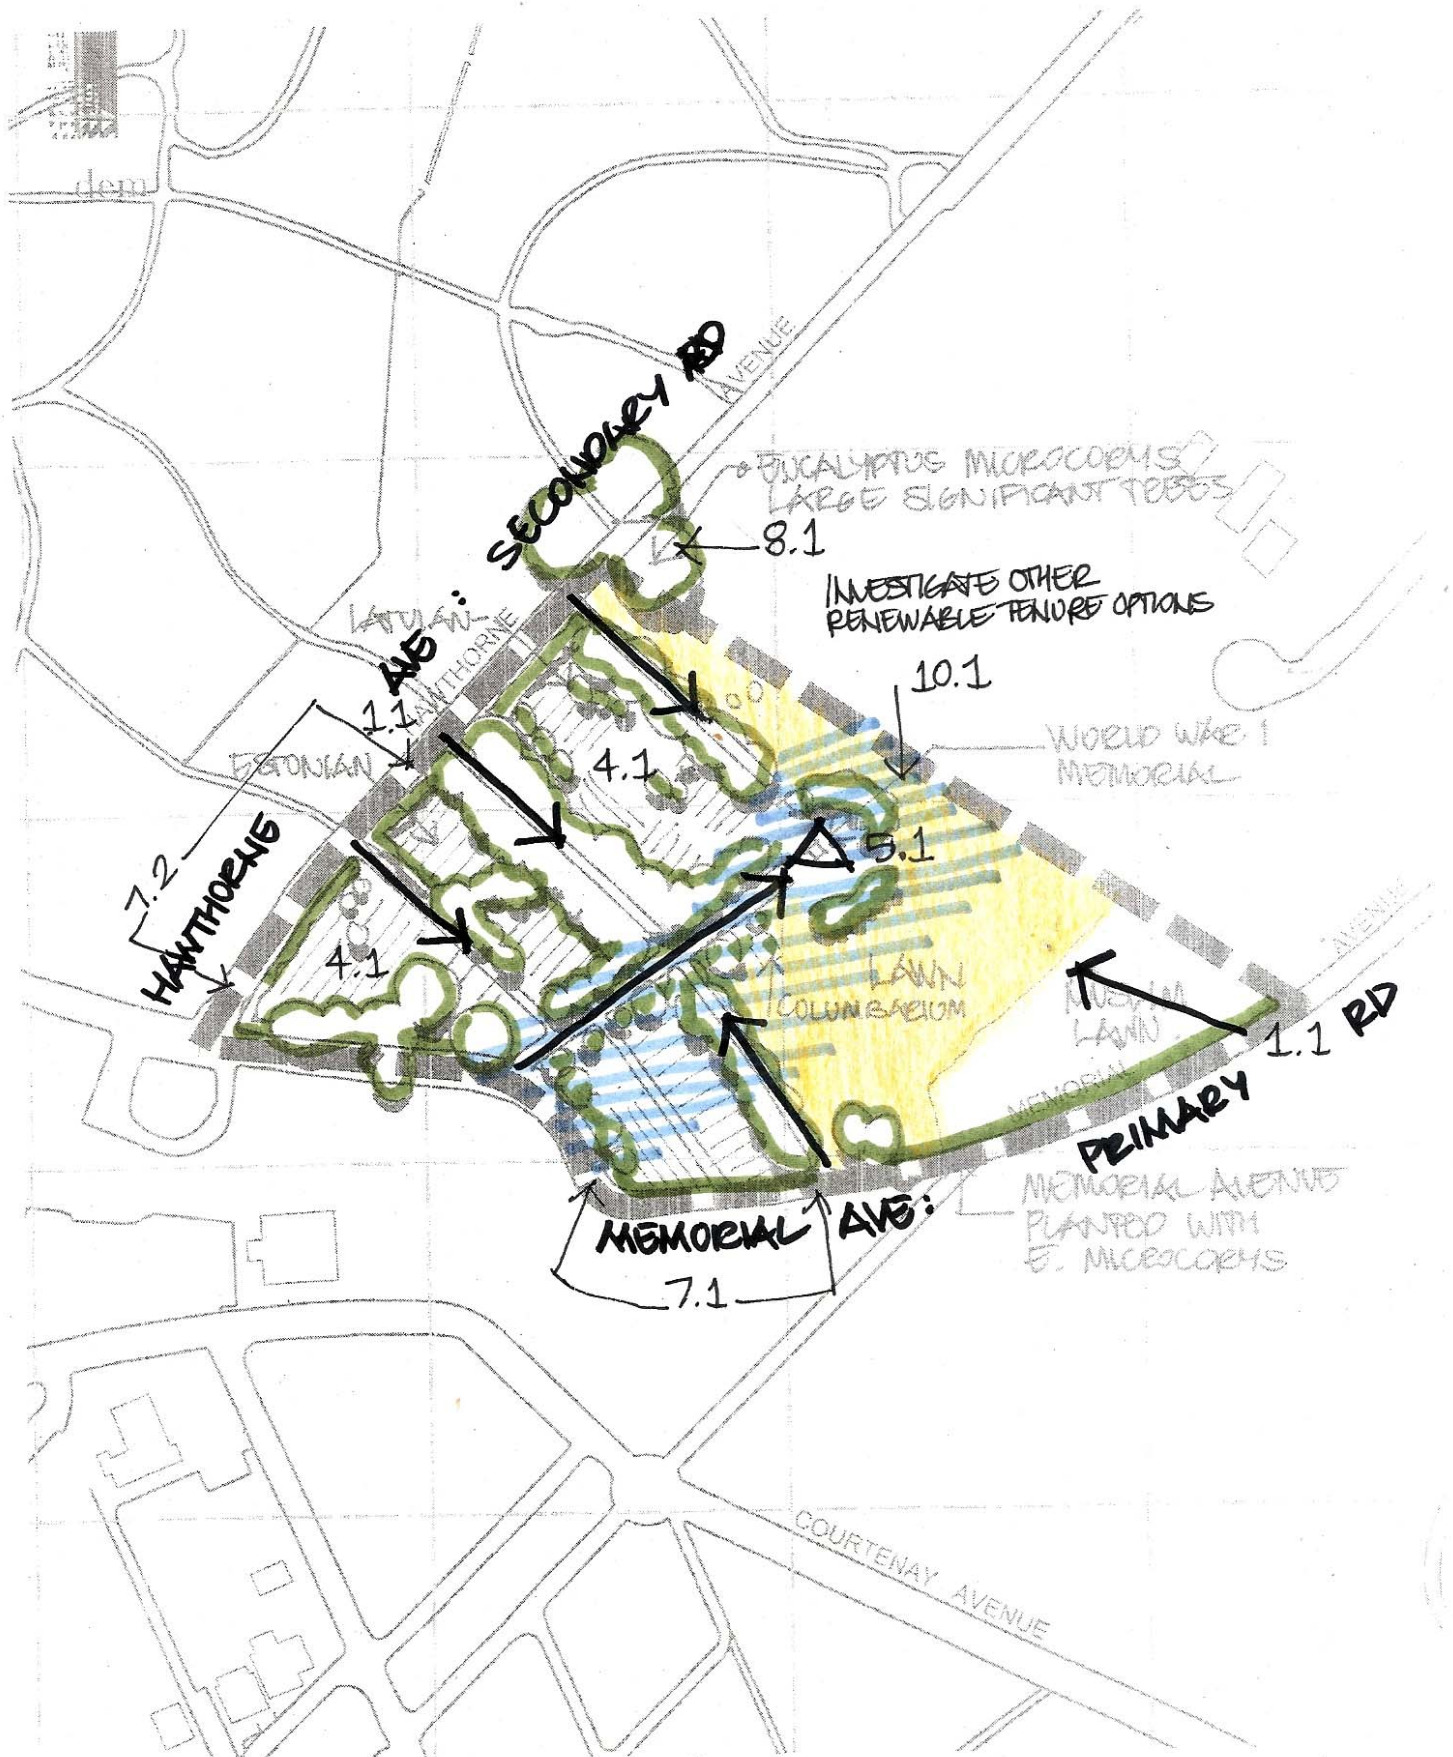 dem
AVENUE
SECONDARY RD
EUCALYPTUS MICROCORYS
LARGE SIGNIFICANT TREES
8.1
INVESTIGATE OTHER
RENEWABLE TENURE OPTIONS
10.1
LATVIAN
HAWTHORNE
AVE:
1.1
ESTONIAN
WORLD WAR I
MEMORIAL
4.1
5.1
7.2
HAWTHORNE
4.1
LAWN
COLUMBARIUM
MUSLIM
LAWN
AVENUE
1.1
RD
MEMORIAL
PRIMARY
MEMORIAL AVE:
7.1
MEMORIAL AVENUE
PLANTED WITH
E. MICROCORYS
COURTENAY AVENUE